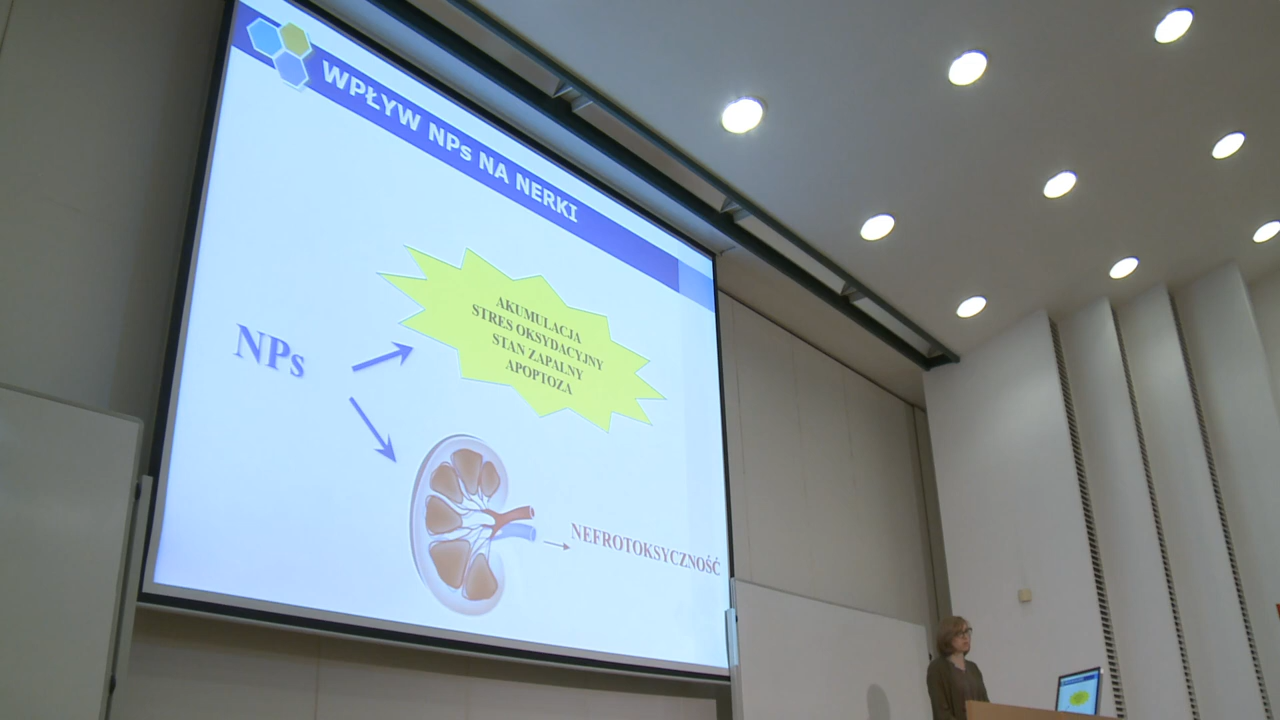 WPŁYW NPs NA NERKI
AKUMULACJA
STRES OKSYDACYJNY
STAN ZAPALNY
APOPTOZA
NPs
NEFROTOKSYCZNOŚĆ